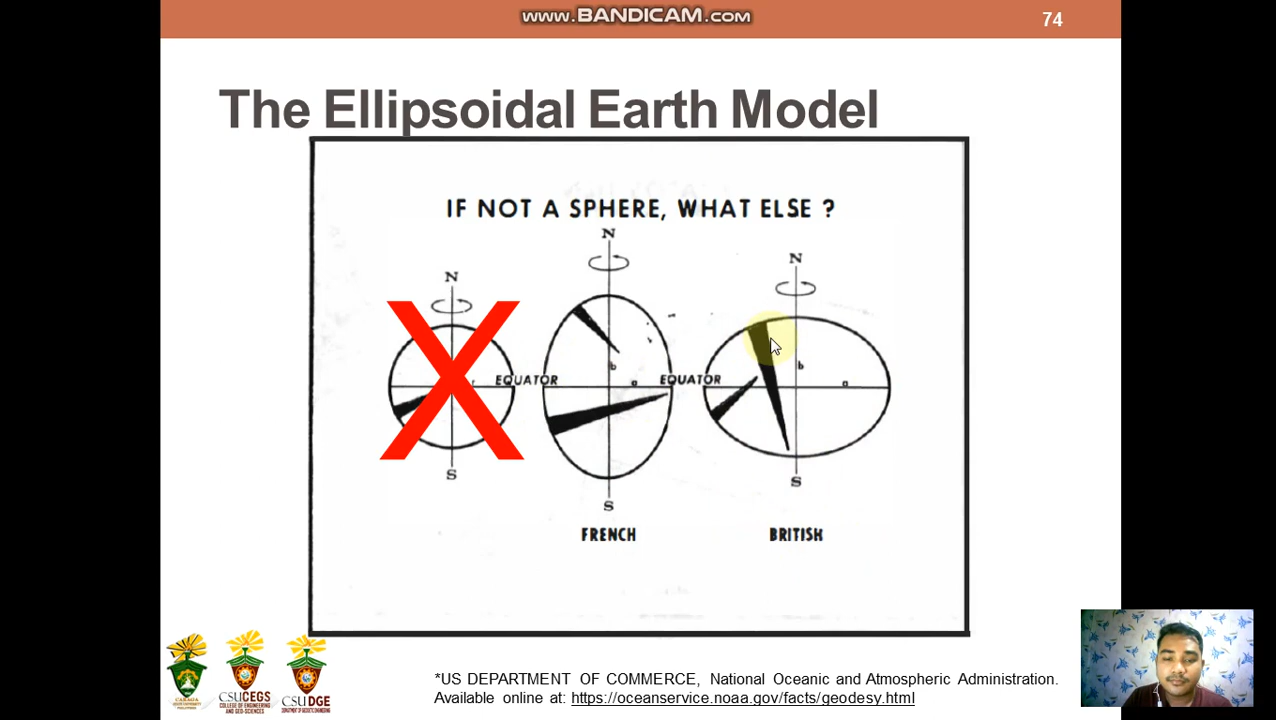 WWW.BANDICAM.COM
74
The Ellipsoidal Earth Model
IF NOT A SPHERE, WHAT ELSE ?
N
N
N
b
b
r
EQUATOR
a
EQUATOR
a
S
S
S
FRENCH
BRITISH
CARAGA
CSUCEGS
COLLEGE OF ENGINEERING
AND GEO-SCIENCES
CSUDGE
*US DEPARTMENT OF COMMERCE, National Oceanic and Atmospheric Administration.
Available online at: https://oceanservice.noaa.gov/facts/geodesy.html